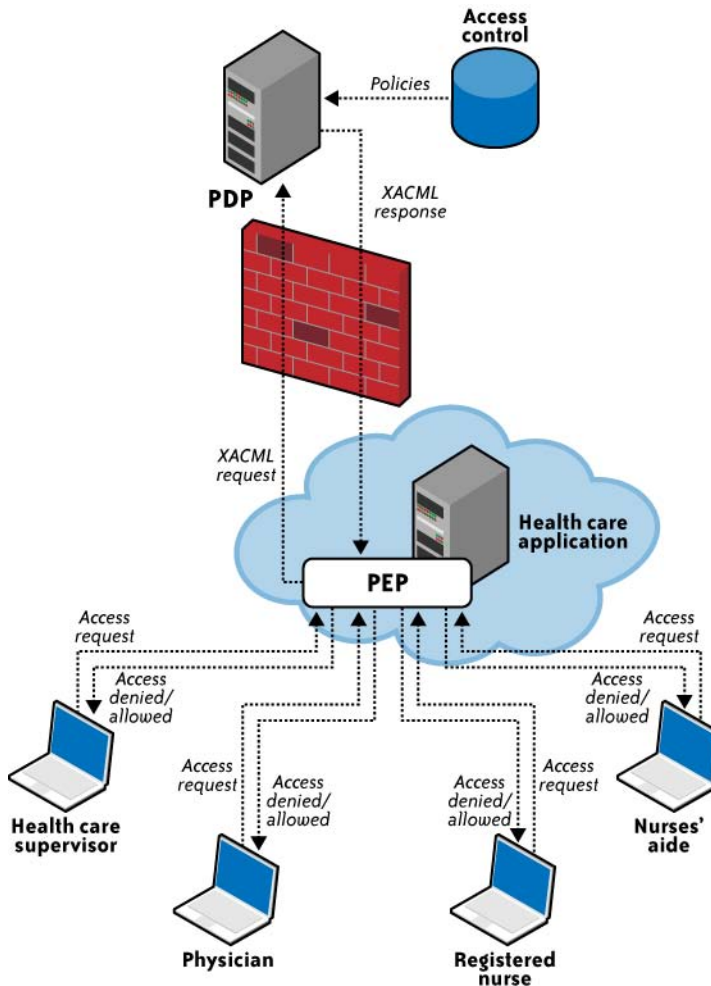 Access
control
Policies
PDP
XACML
response
XACML
request
Health care
application
PEP
Access
request
Access
denied/
allowed
Health care
supervisor
Access
request
Access
denied/
allowed
Physician
Access
denied/
allowed
Access
request
Registered
nurse
Access
request
Access
denied/
allowed
Nurses'
aide